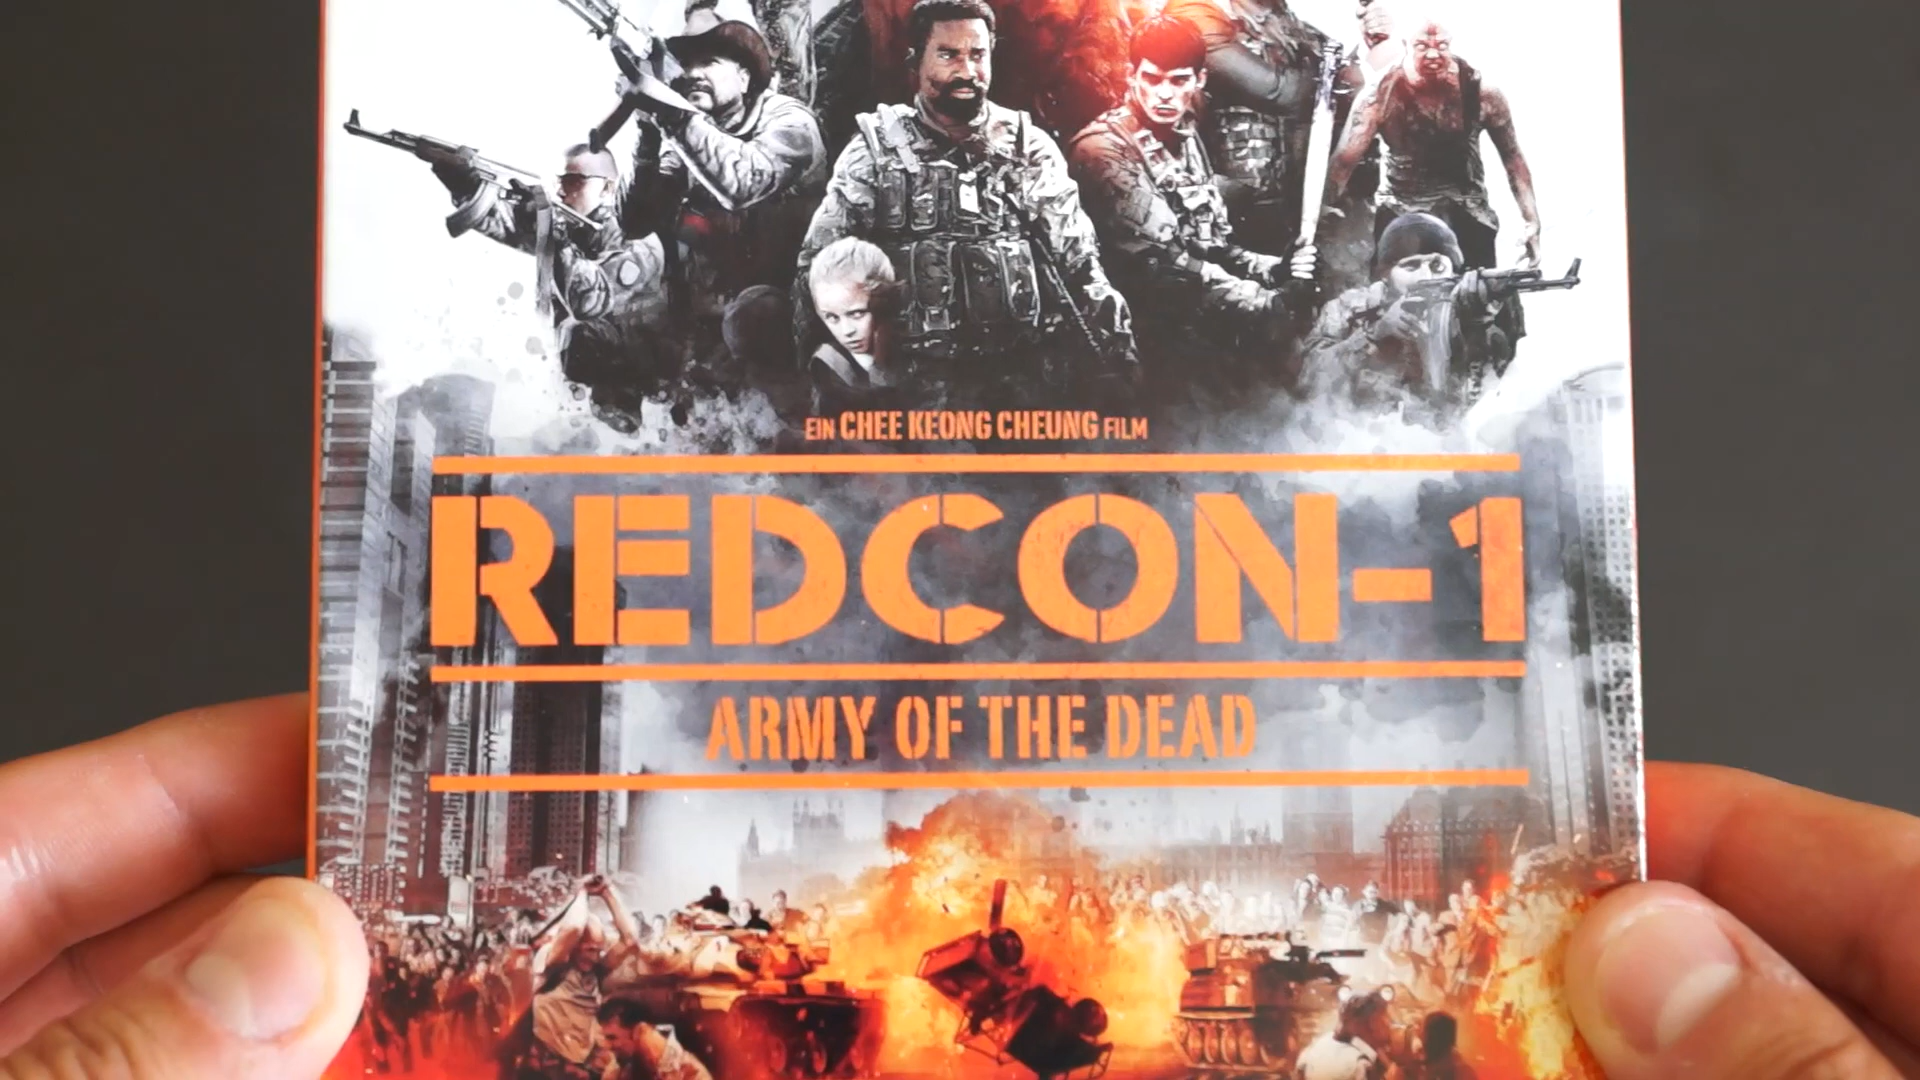 EIN CHEE KEONG CHEUNG FILM
REDCON-1
ARMY OF THE DEAD